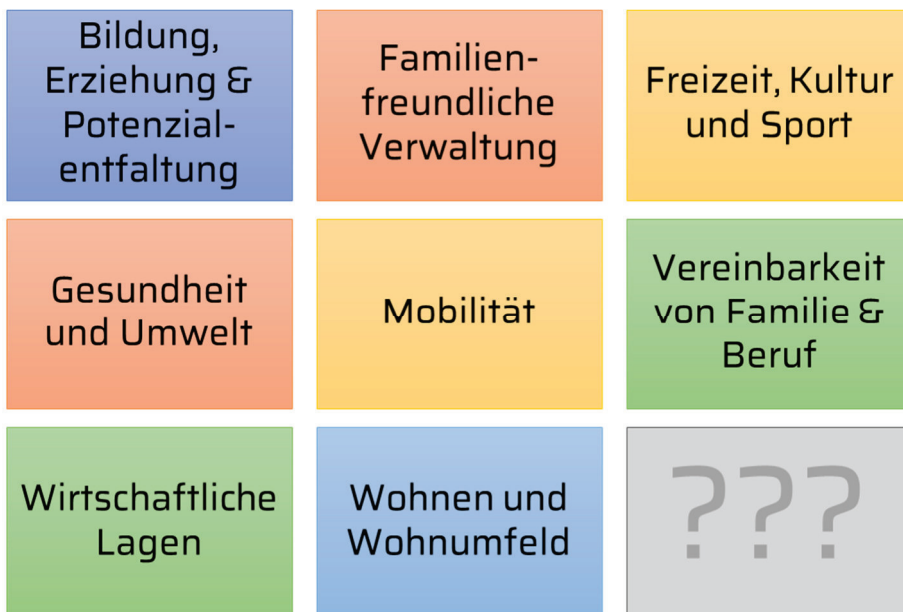 Bildung,
Erziehung &
Potenzial-
entfaltung
Familien-
freundliche
Verwaltung
Freizeit, Kultur
und Sport
Gesundheit
und Umwelt
Mobilität
Vereinbarkeit
von Familie &
Beruf
Wirtschaftliche
Lagen
Wohnen und
Wohnumfeld
???